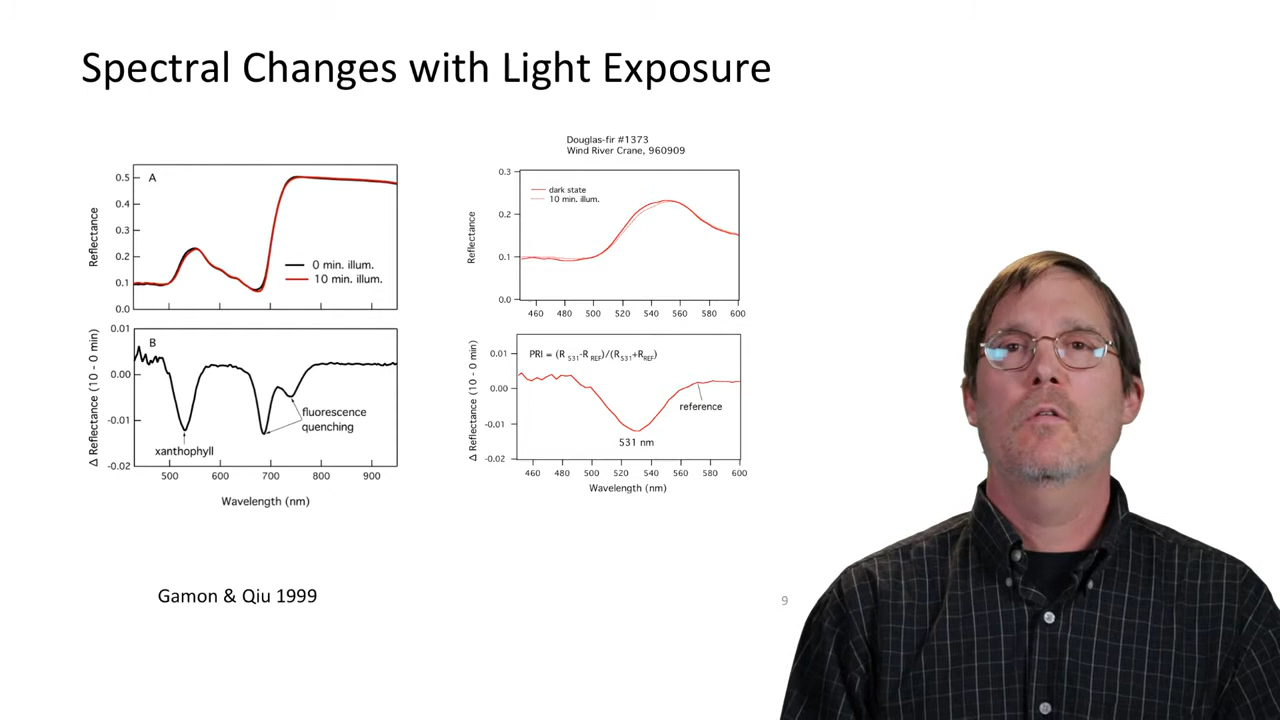 Spectral Changes with Light Exposure
A
0.5
0.4
0.3
0.2
0.1
0.0
Reflectance
0 min. illum.
10 min. illum.
B
0.01
0.00
-0.01
-0.02
Δ Reflectance (10 - 0 min)
fluorescence
quenching
xanthophyll
500 600 700 800 900
Wavelength (nm)
Douglas-fir #1373
Wind River Crane, 960909
0.3
0.2
0.1
0.0
Reflectance
dark state
10 min. illum.
460 480 500 520 540 560 580 600
0.01
0.00
-0.01
-0.02
Δ Reflectance (10 - 0 min)
PRI = (R 531-R REF)/(R531+RREF)
reference
531 nm
460 480 500 520 540 560 580 600
Wavelength (nm)
Gamon & Qiu 1999
9